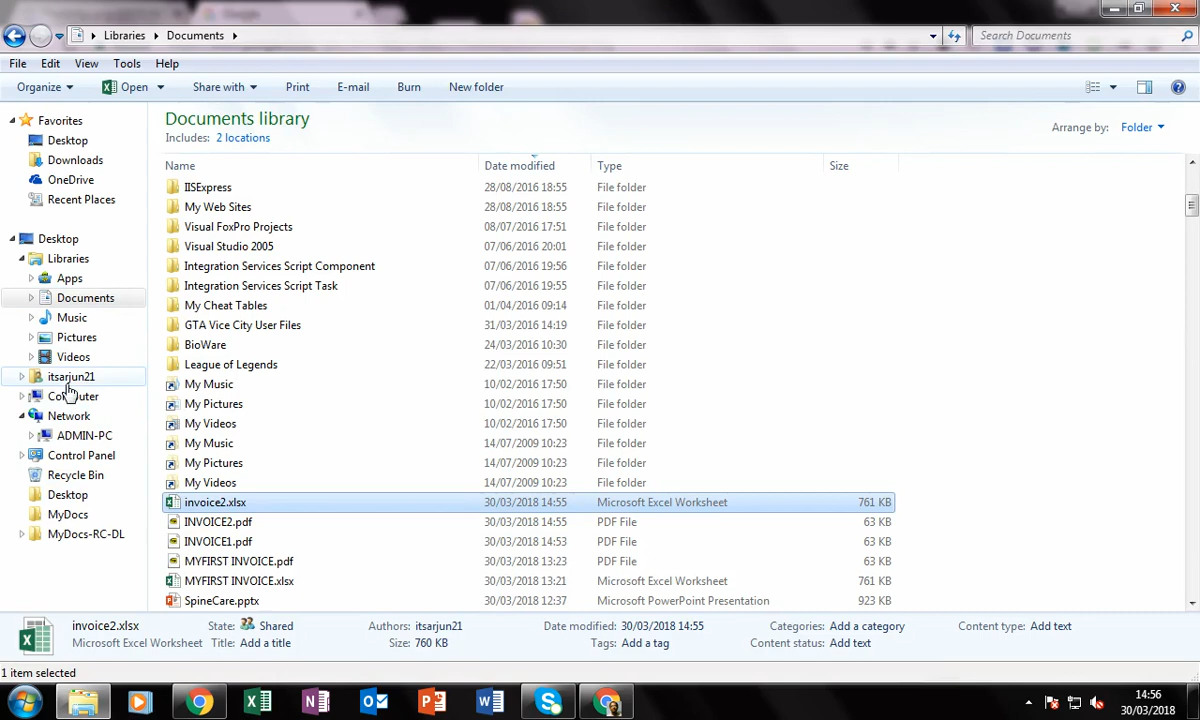 Libraries Documents Search Documents
File Edit View Tools Help
Organize Open Share with Print E-mail Burn New folder
Favorites
Desktop
Downloads
OneDrive
Recent Places
Desktop
Libraries
Apps
Documents
Music
Pictures
Videos
itsarjun21
Computer
Network
ADMIN-PC
Control Panel
Recycle Bin
Desktop
MyDocs
MyDocs-RC-DL
Documents library
Includes: 2 locations
Arrange by: Folder
Name Date modified Type Size
IISExpress 28/08/2016 18:55 File folder
My Web Sites 28/08/2016 18:55 File folder
Visual FoxPro Projects 08/07/2016 17:51 File folder
Visual Studio 2005 07/06/2016 20:01 File folder
Integration Services Script Component 07/06/2016 19:56 File folder
Integration Services Script Task 07/06/2016 19:55 File folder
My Cheat Tables 01/04/2016 09:14 File folder
GTA Vice City User Files 31/03/2016 14:19 File folder
BioWare 24/03/2016 10:30 File folder
League of Legends 22/03/2016 09:51 File folder
My Music 10/02/2016 17:50 File folder
My Pictures 10/02/2016 17:50 File folder
My Videos 10/02/2016 17:50 File folder
My Music 14/07/2009 10:23 File folder
My Pictures 14/07/2009 10:23 File folder
My Videos 14/07/2009 10:23 File folder
invoice2.xlsx 30/03/2018 14:55 Microsoft Excel Worksheet 761 KB
INVOICE2.pdf 30/03/2018 14:55 PDF File 63 KB
INVOICE1.pdf 30/03/2018 14:53 PDF File 63 KB
MYFIRST INVOICE.pdf 30/03/2018 13:23 PDF File 63 KB
MYFIRST INVOICE.xlsx 30/03/2018 13:21 Microsoft Excel Worksheet 761 KB
SpineCare.pptx 30/03/2018 12:37 Microsoft PowerPoint Presentation 923 KB
invoice2.xlsx State: Shared Authors: itsarjun21 Date modified: 30/03/2018 14:55 Categories: Add a category Content type: Add text
Microsoft Excel Worksheet Title: Add a title Size: 760 KB Tags: Add a tag Content status: Add text
1 item selected
14:56
30/03/2018